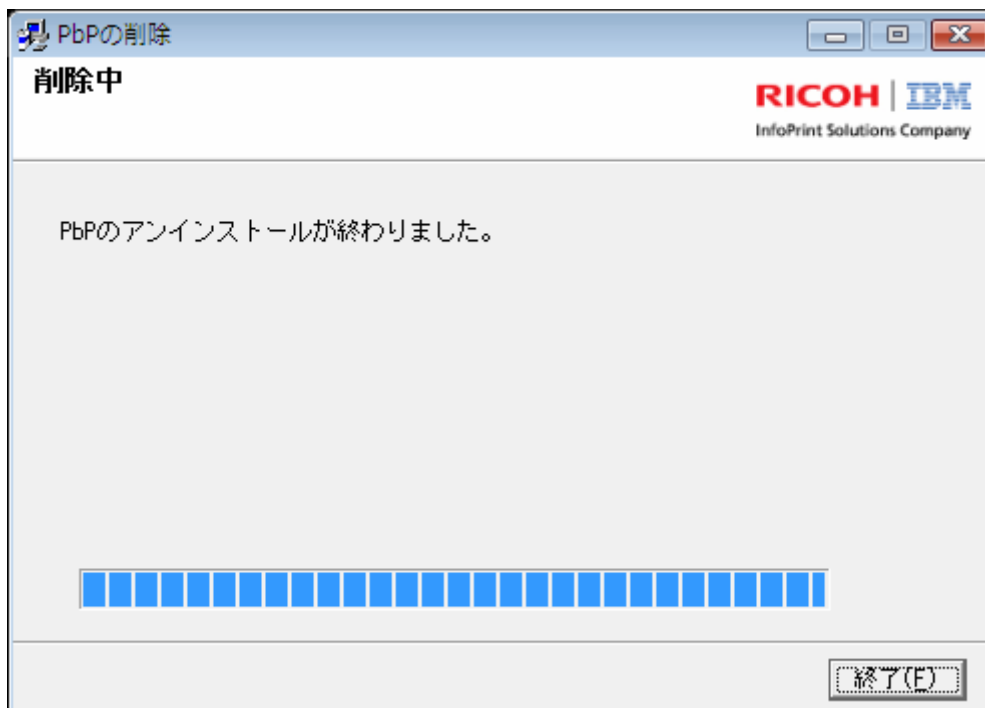 PbPの削除
削除中
RICOH | IBM
InfoPrint Solutions Company
PbPのアンインストールが終わりました。
終了(F)